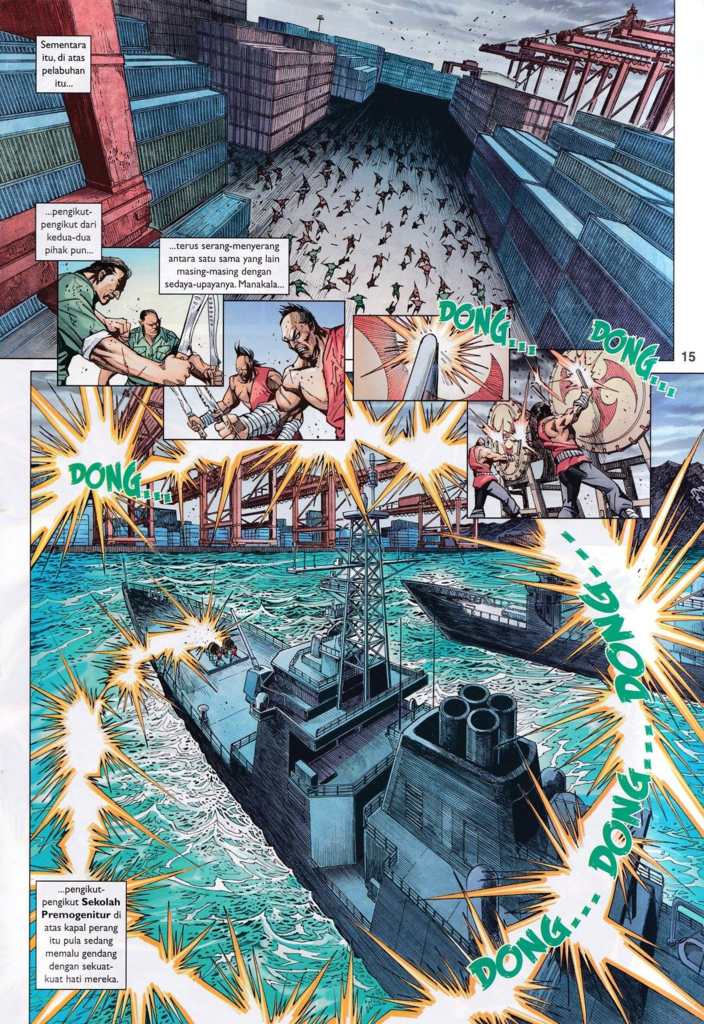 Sementara
itu, di atas
pelabuhan
itu...
...pengikut-
pengikut dari
kedua-dua
pihak pun...
...terus serang-menyerang
antara satu sama yang lain
masing-masing dengan
sedaya-upayanya. Manakala...
DONG...
DONG...
15
DONG...
DONG...
DONG...
DONG...
DONG...
DONG...
...pengikut-
pengikut Sekolah
Premogenitur di
atas kapal perang
itu pula sedang
memalu gendang
dengan sekuat-
kuat hati mereka.